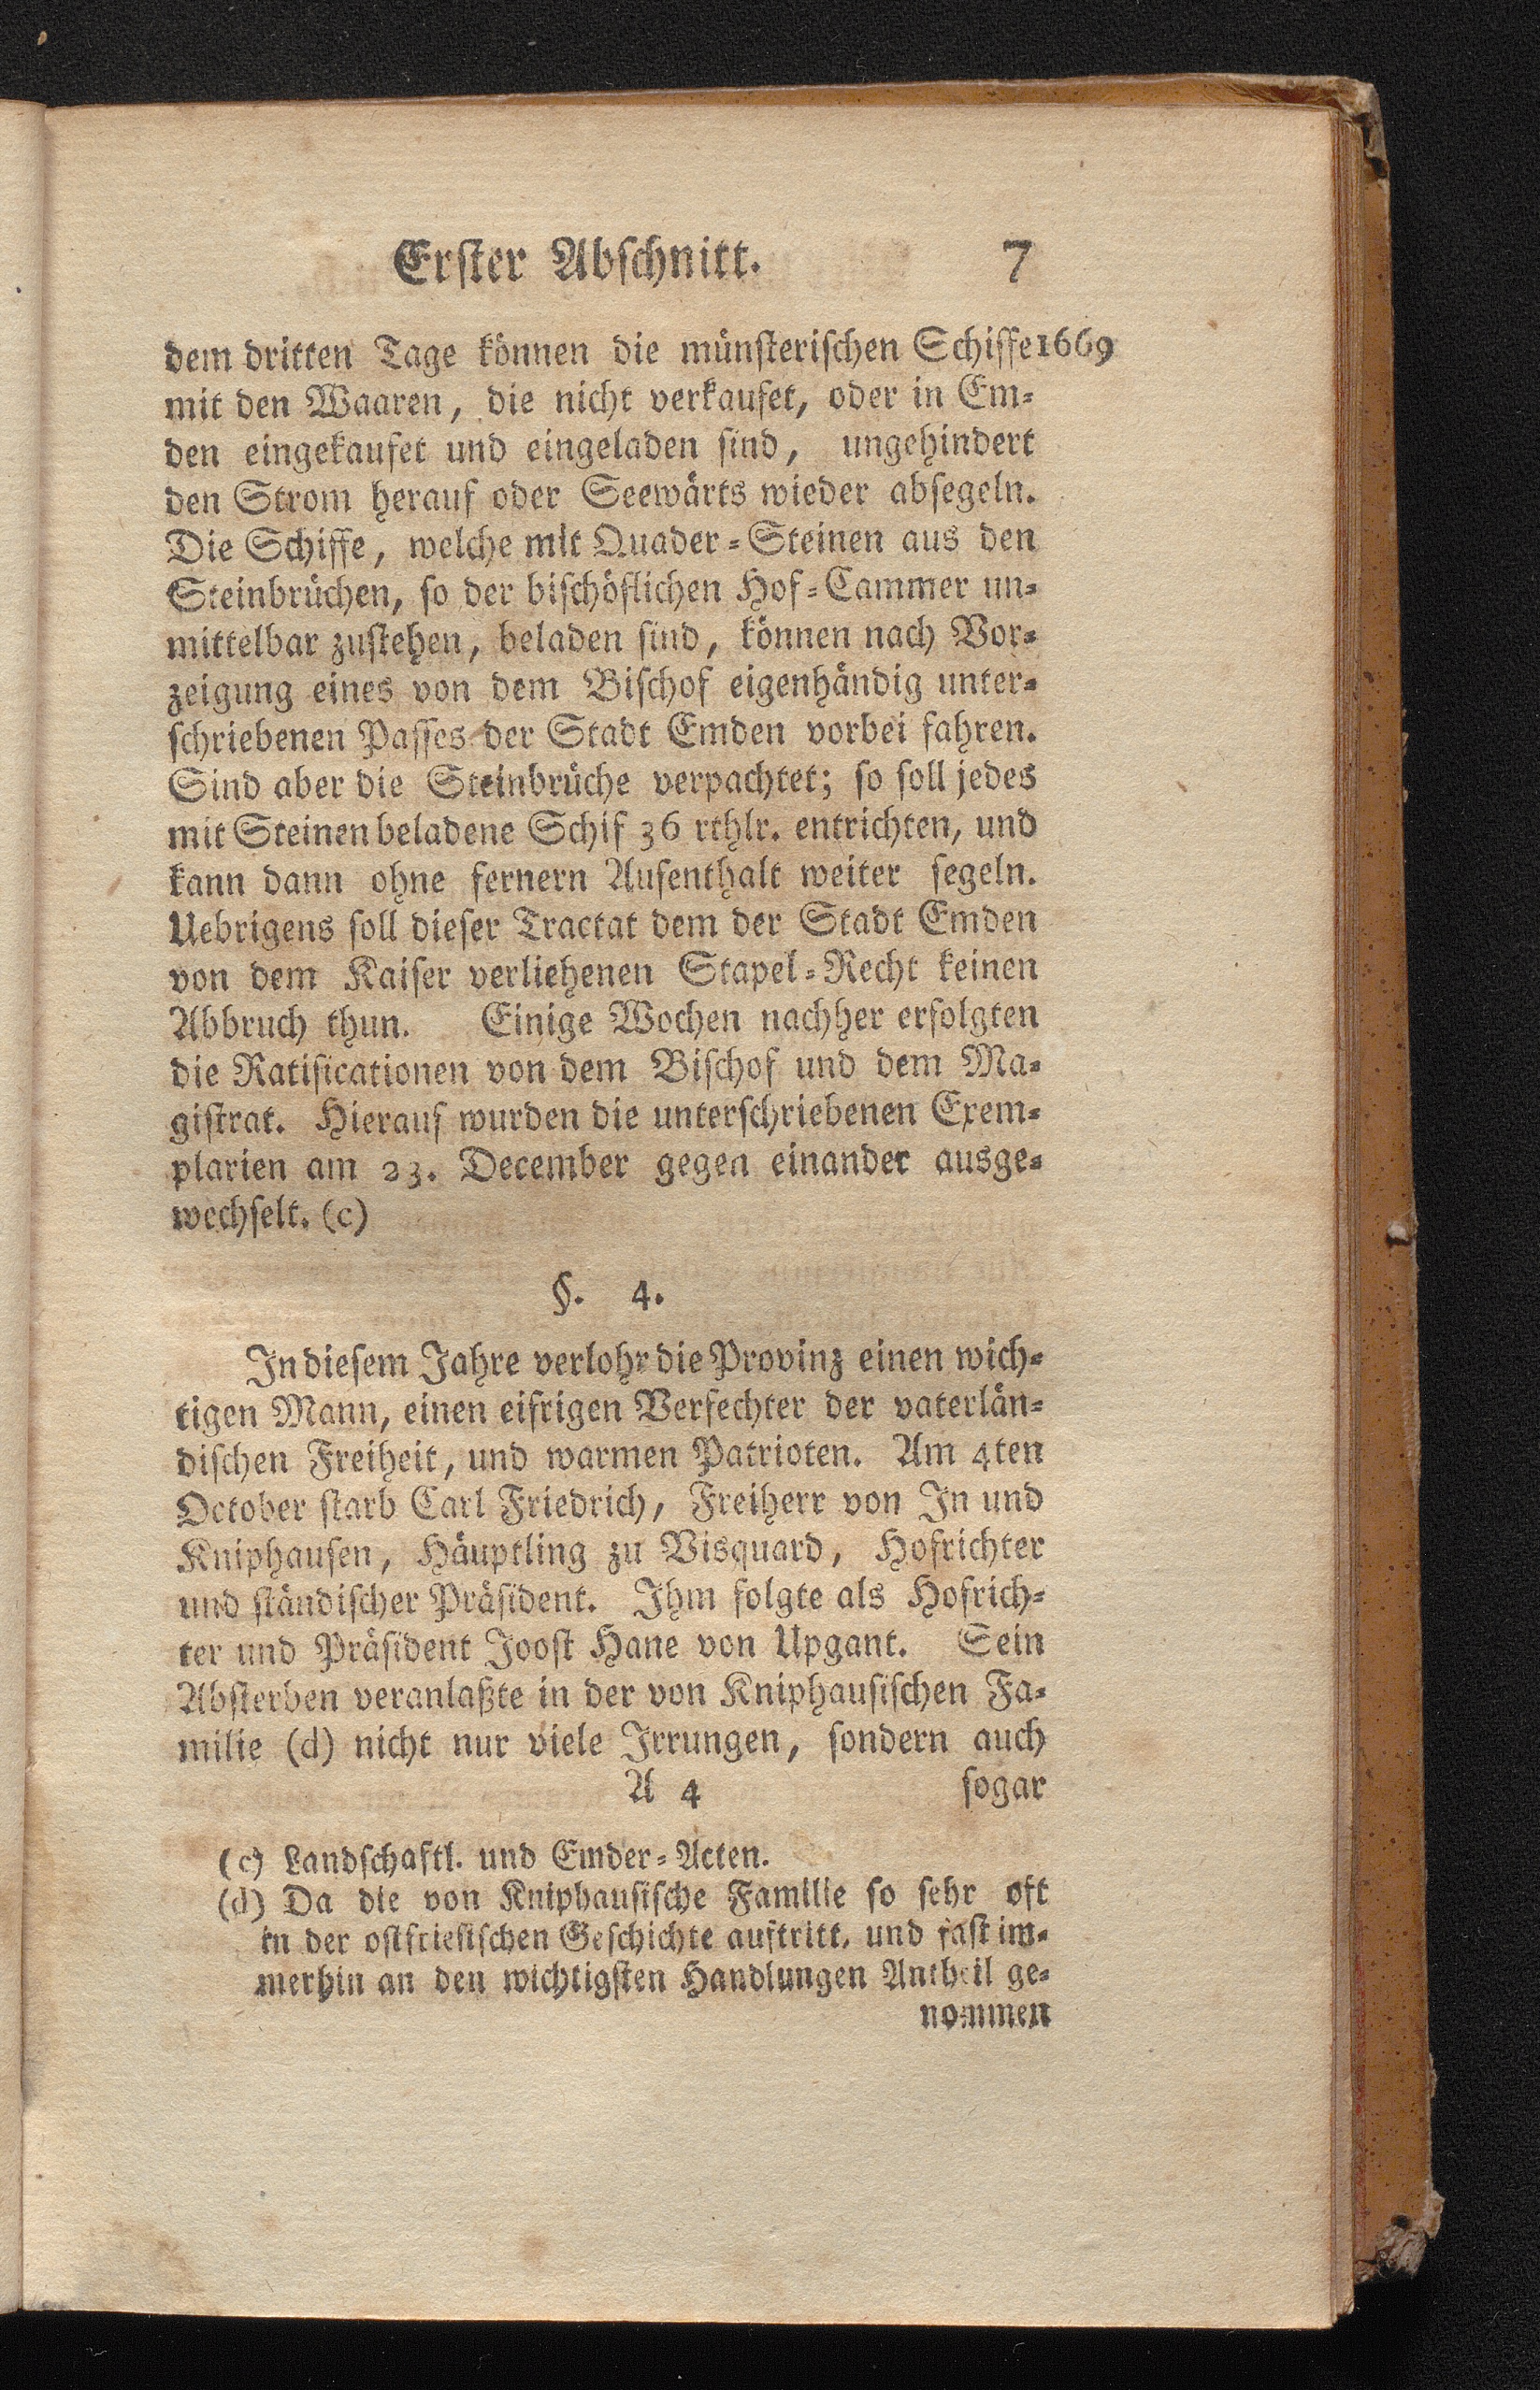 Erster Abschnitt. 7
dem dritten Tage können die münsterischen Schiffe 1669
mit den Waaren, die nicht verkaufet, oder in Em-
den eingekaufet und eingeladen sind, ungehindert
den Strom herauf oder Seewärts wieder absegeln.
Die Schiffe, welche mit Quader-Steinen aus den
Steinbrüchen, so der bischöflichen Hof-Cammer un-
mittelbar zustehen, beladen sind, können nach Vor-
zeigung eines von dem Bischof eigenhändig unter-
schriebenen Passes der Stadt Emden vorbei fahren.
Sind aber die Steinbrüche verpachtet; so soll jedes
mit Steinen beladene Schif 36 rthlr. entrichten, und
kann dann ohne fernern Aufenthalt weiter segeln.
Uebrigens soll dieser Tractat dem der Stadt Emden
von dem Kaiser verliehenen Stapel-Recht keinen
Abbruch thun. Einige Wochen nachher erfolgten
die Ratificationen von dem Bischof und dem Ma-
gistrat. Hierauf wurden die unterschriebenen Exem-
plarien am 23. December gegen einander ausge-
wechselt. (c)
§. 4.
In diesem Jahre verlohr die Provinz einen wich-
tigen Mann, einen eifrigen Verfechter der vaterlän-
dischen Freiheit, und warmen Patrioten. Am 4ten
October starb Carl Friedrich, Freiherr von In und
Kniphausen, Häuptling zu Visquard, Hofrichter
und ständischer Präsident. Ihm folgte als Hofrich-
ter und Präsident Joost Hane von Upgant. Sein
Absterben veranlaßte in der von Kniphausischen Fa-
milie (d) nicht nur viele Irrungen, sondern auch
A 4 sogar
(c) Landschaftl. und Emder-Acten.
(d) Da die von Kniphausische Familie so sehr oft
in der ostfriesischen Geschichte auftritt, und fast im-
merhin an den wichtigsten Handlungen Antheil ge-
nommen